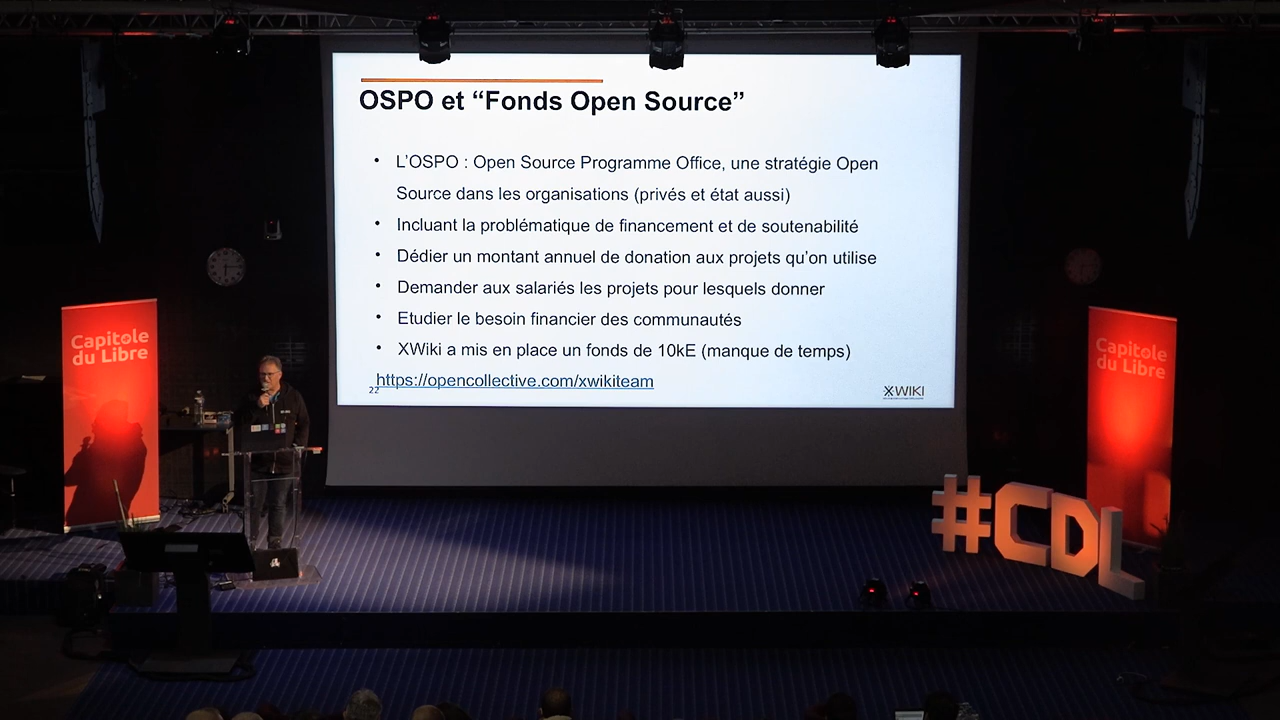 OSPO et “Fonds Open Source”
• L’OSPO : Open Source Programme Office, une stratégie Open
Source dans les organisations (privés et état aussi)
• Incluant la problématique de financement et de soutenabilité
• Dédier un montant annuel de donation aux projets qu’on utilise
• Demander aux salariés les projets pour lesquels donner
• Etudier le besoin financier des communautés
• XWiki a mis en place un fonds de 10kE (manque de temps)
https://opencollective.com/xwikiteam
22
XWIKI
Capitole
du Libre
Capitole
du Libre
#CDL